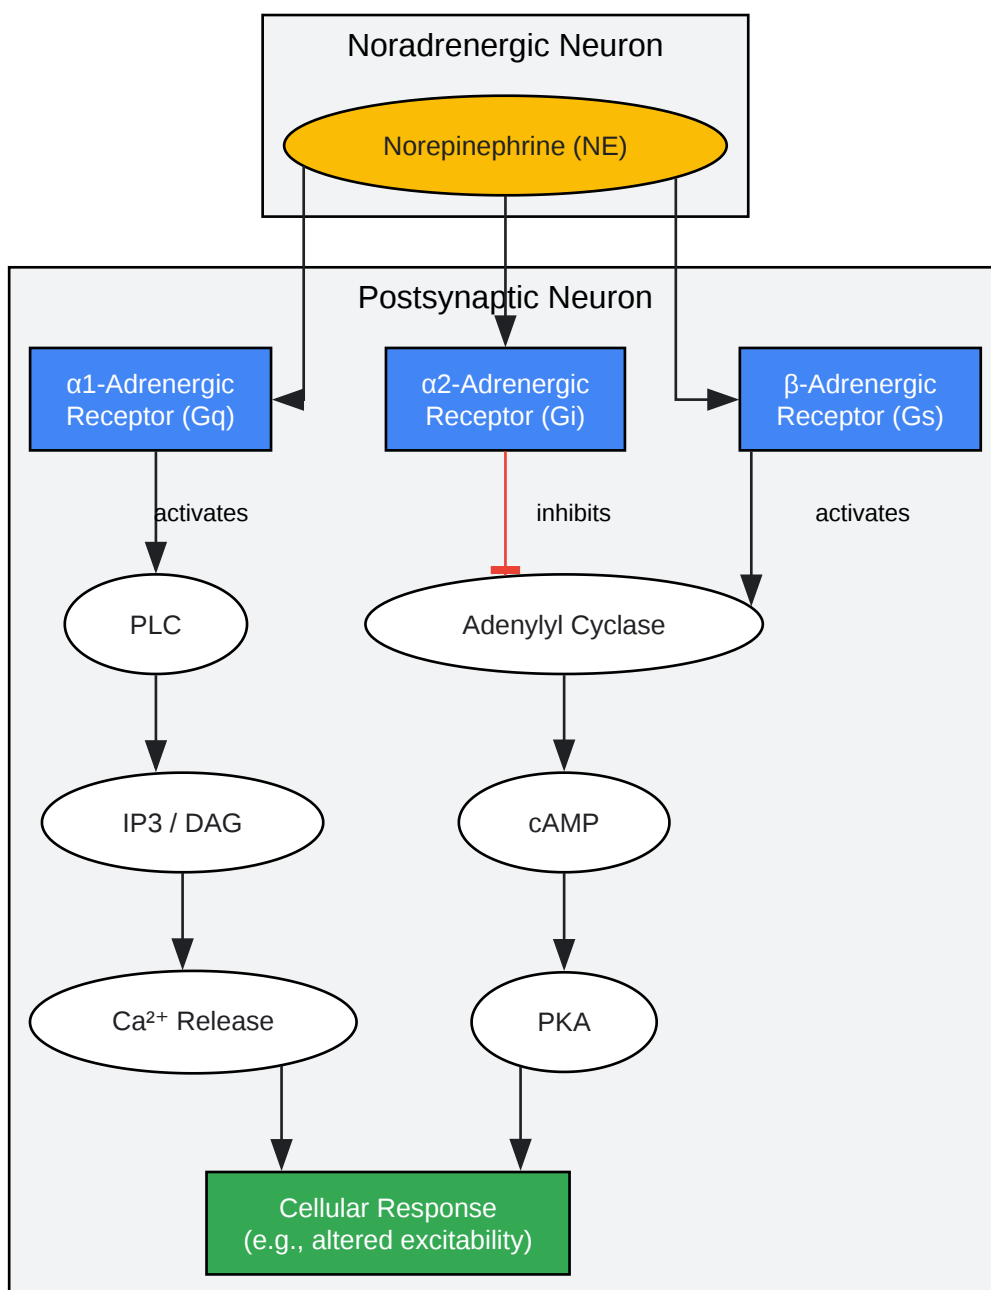 Noradrenergic Neuron
Norepinephrine (NE)
Postsynaptic Neuron
α1-Adrenergic
Receptor (Gq)
α2-Adrenergic
Receptor (Gi)
β-Adrenergic
Receptor (Gs)
activates
inhibits
activates
PLC
Adenylyl Cyclase
IP3 / DAG
cAMP
Ca²⁺ Release
PKA
Cellular Response
(e.g., altered excitability)